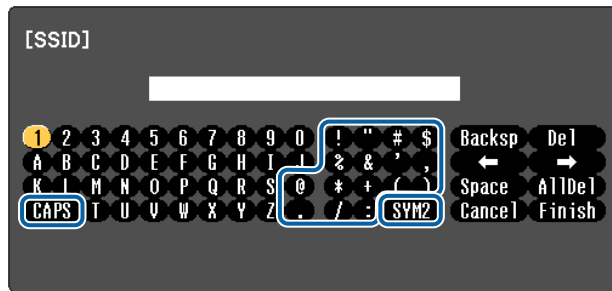 [SSID]
1 2 3 4 5 6 7 8 9 0 ! " # $ Backsp Del
A B C D E F G H I J % & ' , ← →
K L M N O P Q R S @ * + ( ) Space AllDel
CAPS T U V W X Y Z . / : SYM2 Cancel Finish